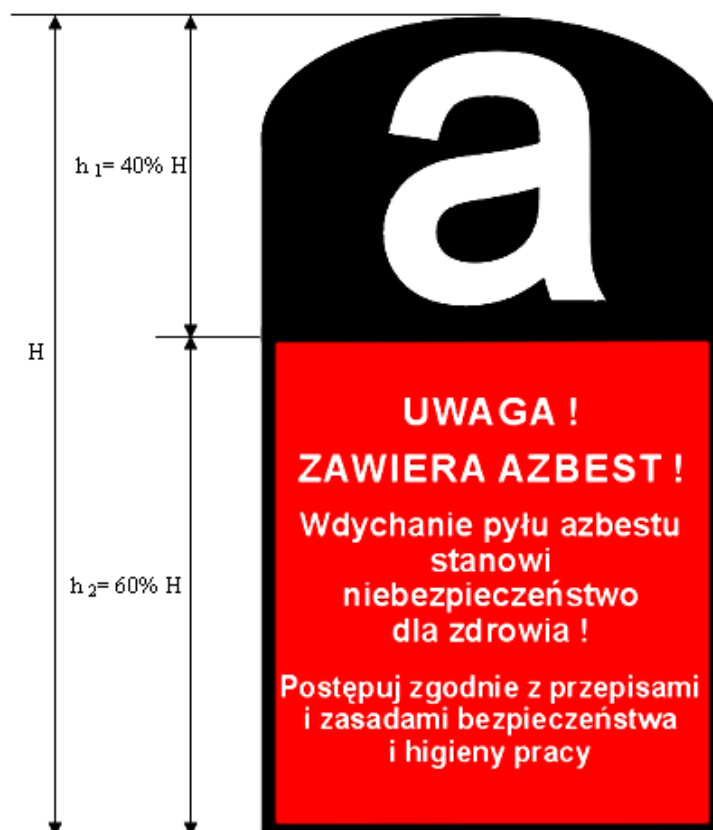 a
h 1= 40% H
H
h 2= 60% H
UWAGA !
ZAWIERA AZBEST !
Wdychanie pyłu azbestu
stanowi
niebezpieczeństwo
dla zdrowia !
Postępuj zgodnie z przepisami
i zasadami bezpieczeństwa
i higieny pracy